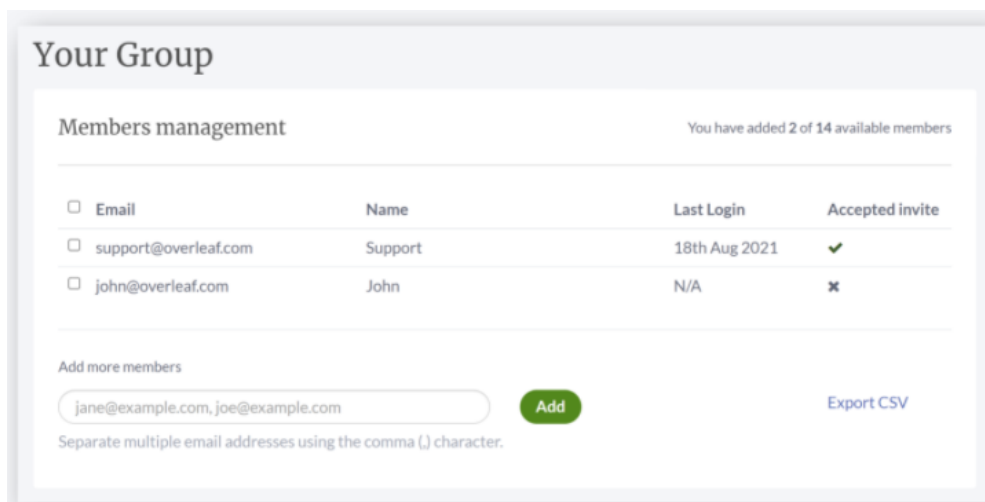 Your Group
Members management
You have added 2 of 14 available members
Email Name Last Login Accepted invite
support@overleaf.com Support 18th Aug 2021
john@overleaf.com John N/A
Add more members
jane@example.com, joe@example.com Add Export CSV
Separate multiple email addresses using the comma (,) character.